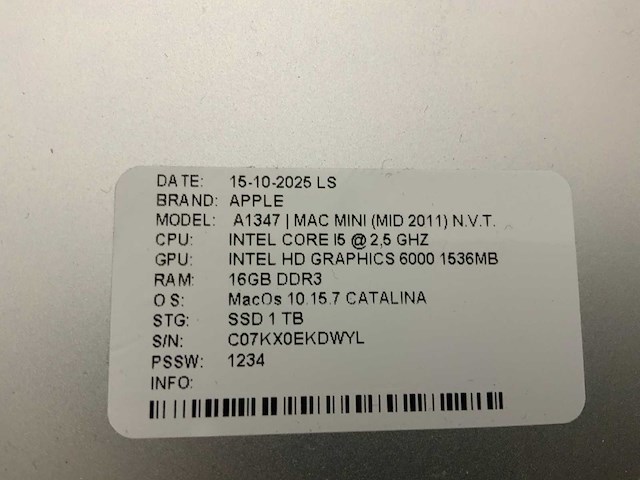 DATE: 15-10-2025 LS
BRAND: APPLE
MODEL: A1347 | MAC MINI (MID 2011) N.V.T.
CPU: INTEL CORE I5 @ 2,5 GHZ
GPU: INTEL HD GRAPHICS 6000 1536MB
RAM: 16GB DDR3
OS: MacOs 10.15.7 CATALINA
STG: SSD 1 TB
S/N: C07KX0EKDWYL
PSSW: 1234
INFO: